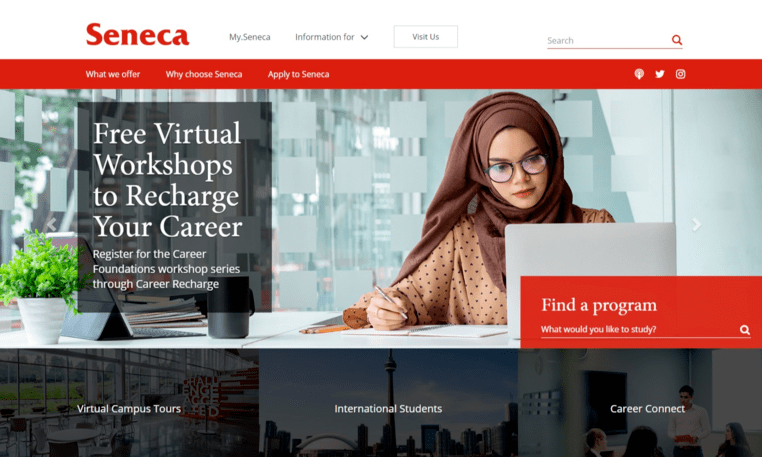 Seneca
My.Seneca
Information for
Visit Us
Search
What we offer
Why choose Seneca
Apply to Seneca
Free Virtual
Workshops
to Recharge
Your Career
Register for the Career
Foundations workshop series
through Career Recharge
Find a program
What would you like to study?
Virtual Campus Tours
International Students
Career Connect